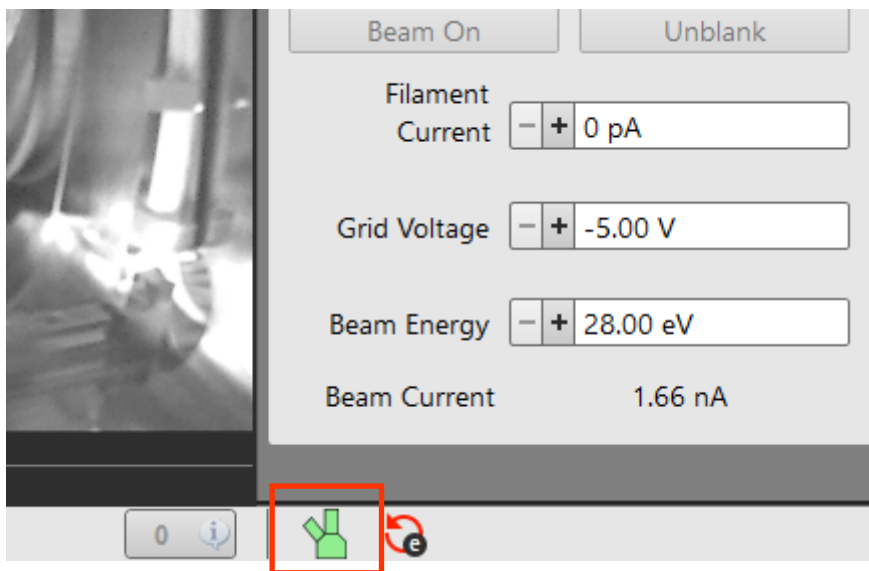 Beam On
Unblank
Filament
Current
- + 0 pA
Grid Voltage
- + -5.00 V
Beam Energy
- + 28.00 eV
Beam Current
1.66 nA
0 i
e